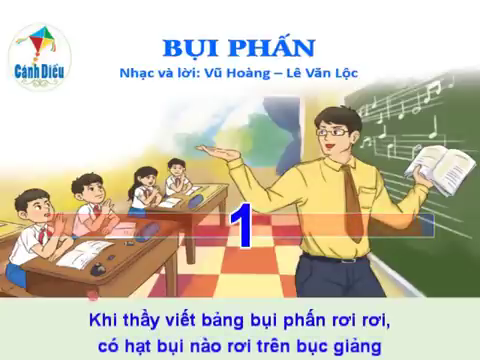 Cánh Diều
BỤI PHẤN
Nhạc và lời: Vũ Hoàng – Lê Văn Lộc
1
Khi thầy viết bảng bụi phấn rơi rơi,
có hạt bụi nào rơi trên bục giảng